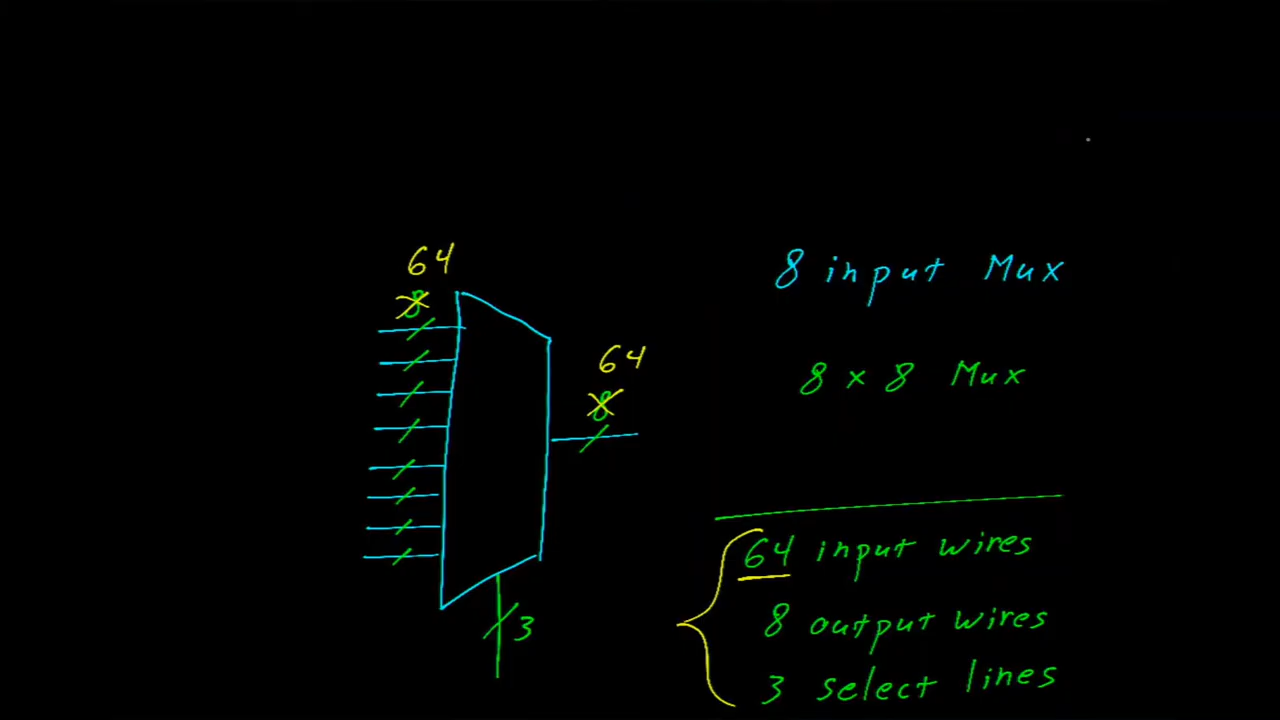 64
8
64
8
3
8 input Mux
8 x 8 Mux
64 input wires
8 output wires
3 select lines